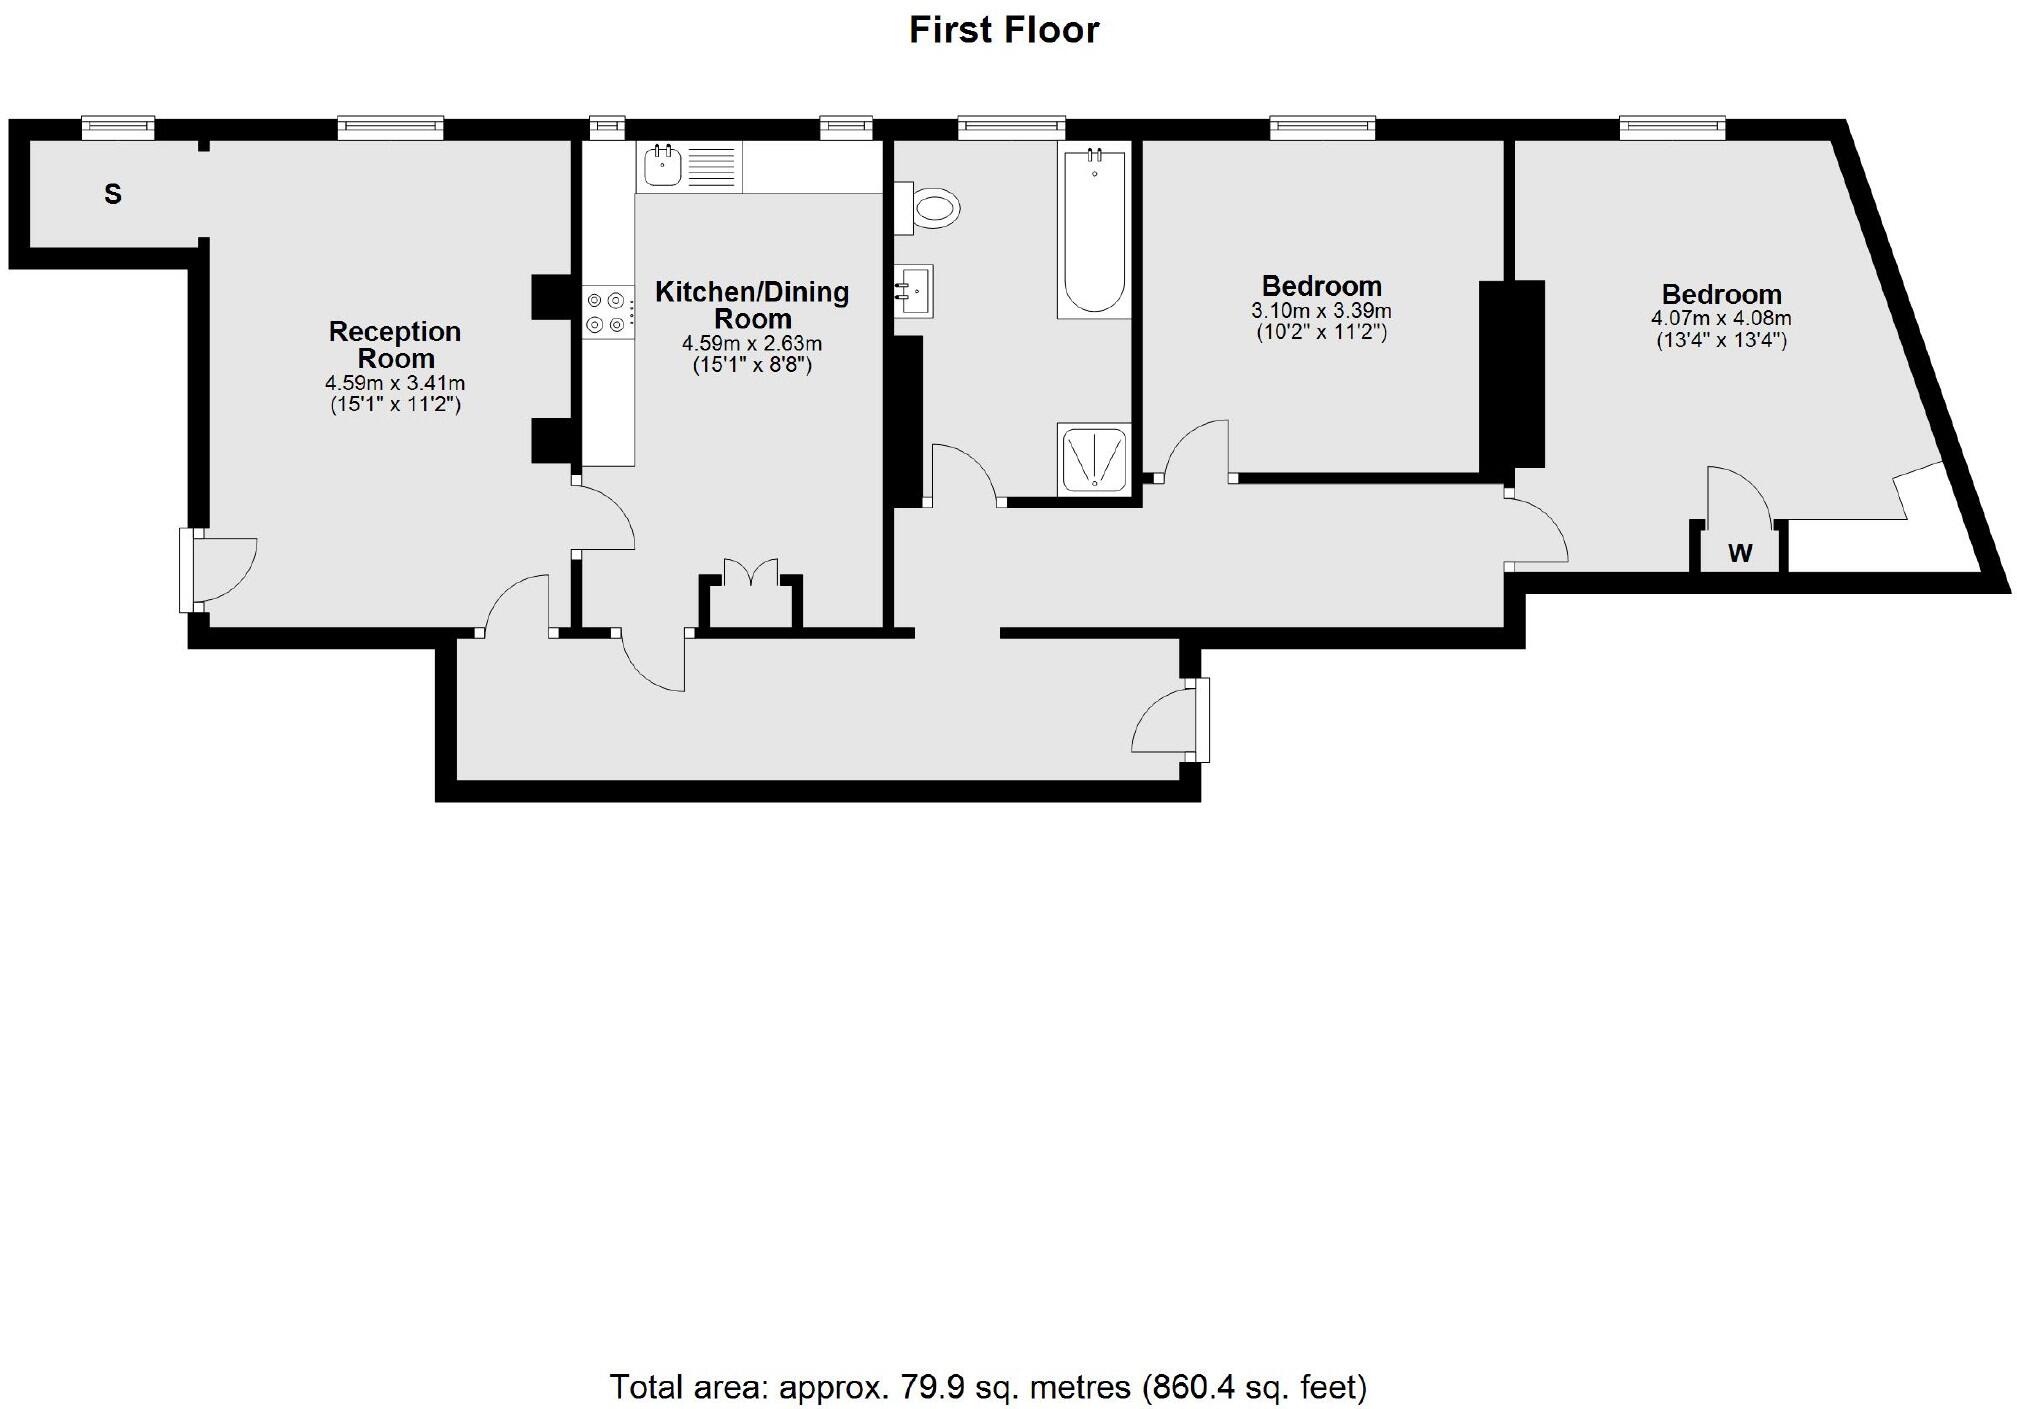 First Floor
S
Reception
Room
4.59m x 3.41m
(15'1" x 11'2")
Kitchen/Dining
Room
4.59m x 2.63m
(15'1" x 8'8")
Bedroom
3.10m x 3.39m
(10'2" x 11'2")
Bedroom
4.07m x 4.08m
(13'4" x 13'4")
W
Total area: approx. 79.9 sq. metres (860.4 sq. feet)